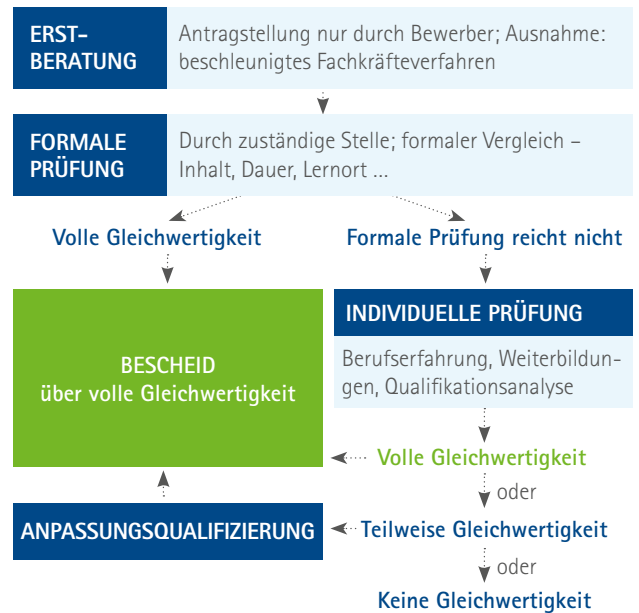 ERST-
BERATUNG
Antragstellung nur durch Bewerber; Ausnahme:
beschleunigtes Fachkräfteverfahren
FORMALE
PRÜFUNG
Durch zuständige Stelle; formaler Vergleich –
Inhalt, Dauer, Lernort ...
Volle Gleichwertigkeit
Formale Prüfung reicht nicht
BESCHEID
über volle Gleichwertigkeit
INDIVIDUELLE PRÜFUNG
Berufserfahrung, Weiterbildun-
gen, Qualifikationsanalyse
Volle Gleichwertigkeit
oder
ANPASSUNGSQUALIFIZIERUNG
Teilweise Gleichwertigkeit
oder
Keine Gleichwertigkeit